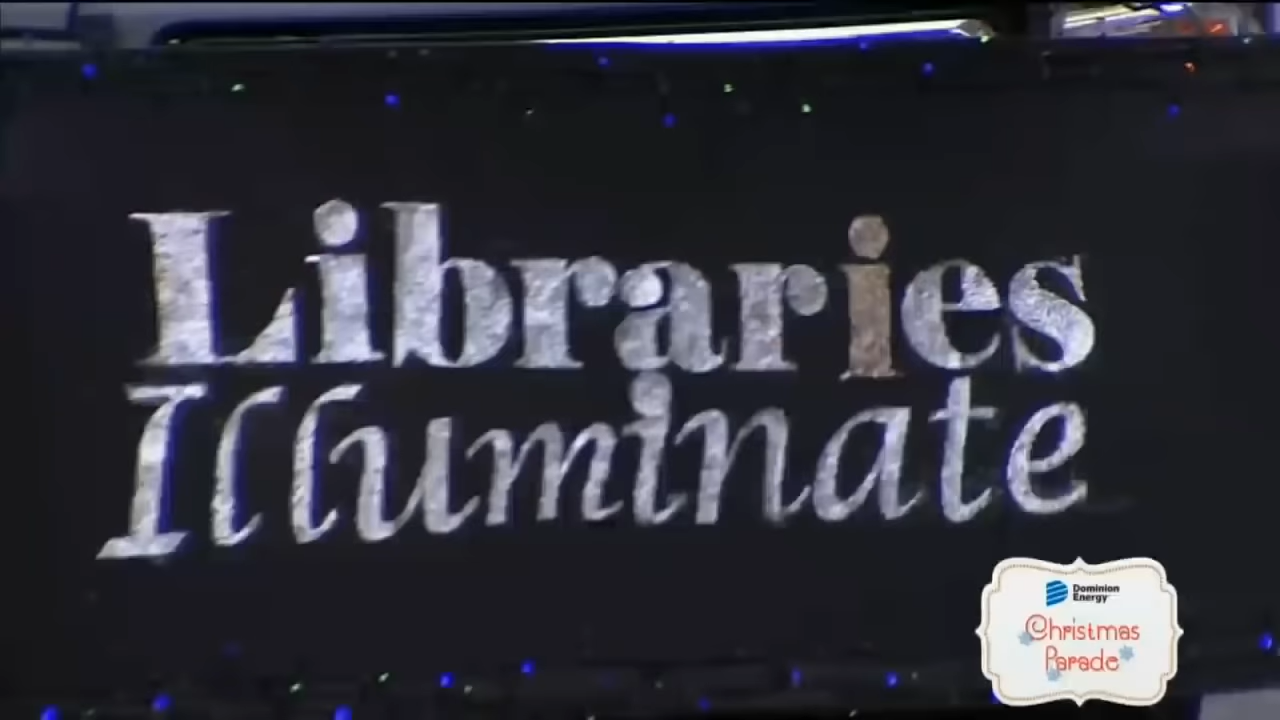 Libraries
Illuminate
Dominion
Energy
Christmas
Parade